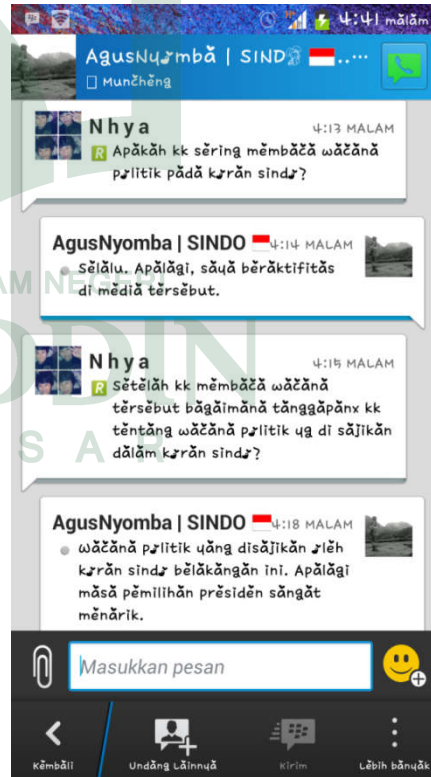 4:41 malam
AgusNyomba | SINDO ..…
Muncheng
Nhya 4:13 MALAM
R Apakah kk sering membaca wacana
politik pada koran sindo?
AgusNyomba | SINDO 4:14 MALAM
Selalu. Apalagi, saya beraktifitas
di media tersebut.
AM NEGERI
Nhya 4:15 MALAM
R Setelah kk membaca wacana
tersebut bagaimana tanggapanx kk
tentang wacana politik yg di sajikan
dalam koran sindo?
DDIN
S A R
AgusNyomba | SINDO 4:18 MALAM
wacana politik yang disajikan oleh
koran sindo belakangan ini. Apalagi
masa pemilihan presiden sangat
menarik.
Masukkan pesan
Kembali
Undang Lainnya
Kirim
Lebih banyak